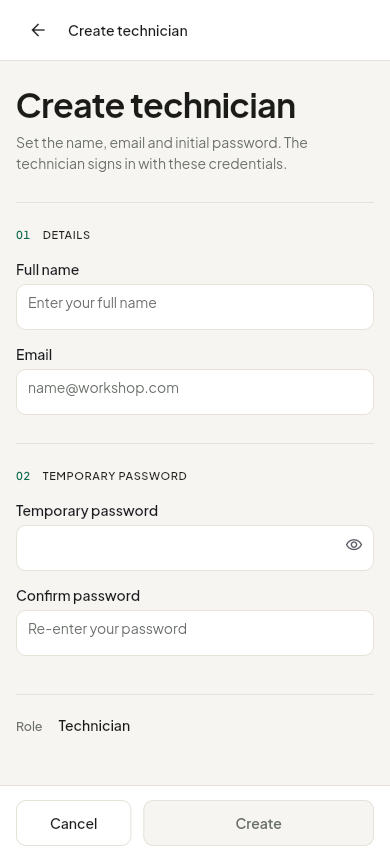 Create technician
Create technician
Set the name, email and initial password. The
technician signs in with these credentials.
01 DETAILS
Full name
Enter your full name
Email
name@workshop.com
02 TEMPORARY PASSWORD
Temporary password
Confirm password
Re-enter your password
Role Technician
Cancel Create